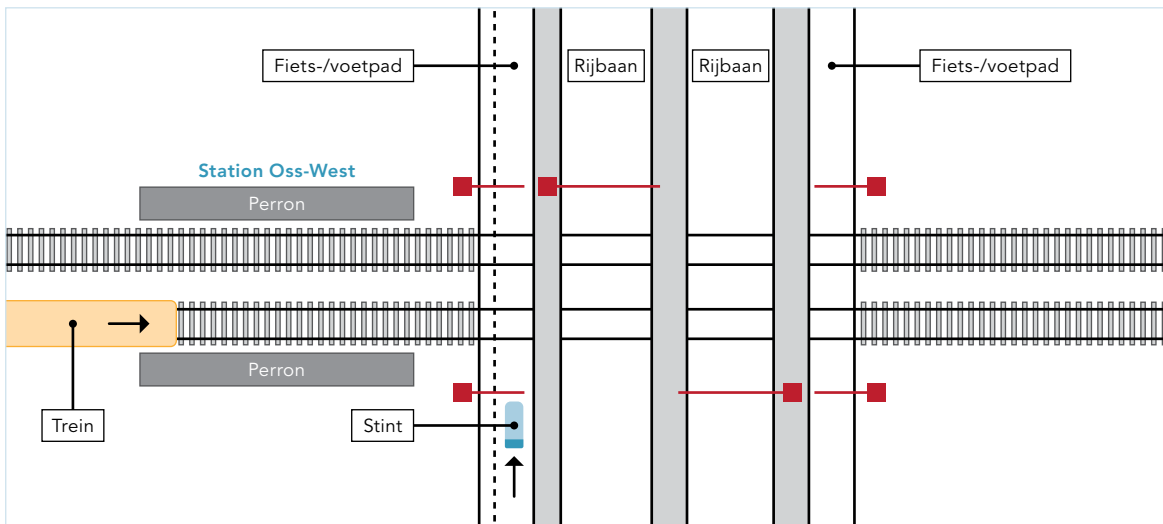 Fiets-/voetpad
Rijbaan
Rijbaan
Fiets-/voetpad
Station Oss-West
Perron
Perron
Trein
Stint